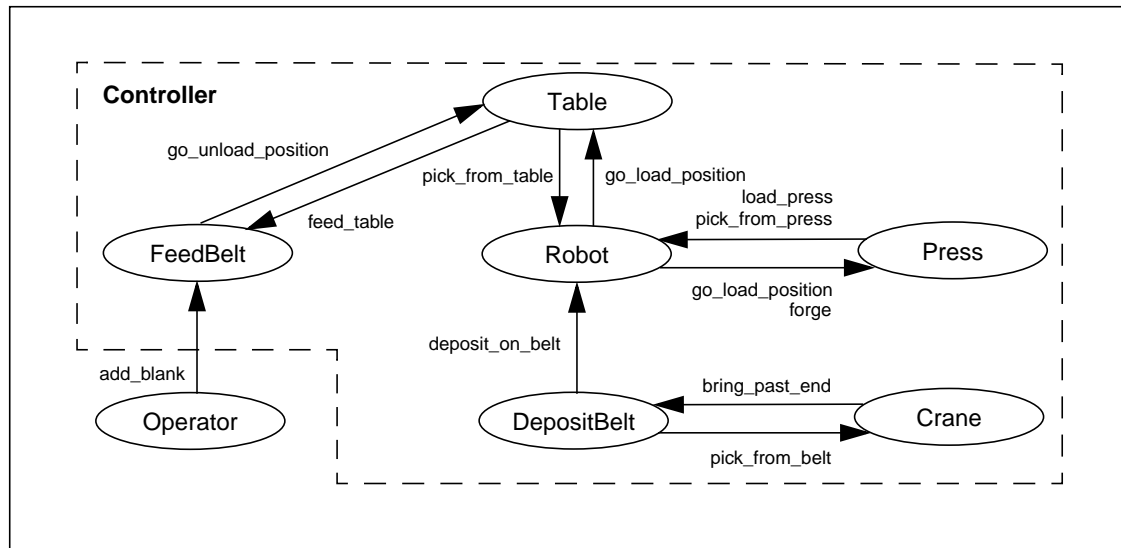 Controller
Table
go_unload_position
pick_from_table
go_load_position
load_press
pick_from_press
feed_table
FeedBelt
Robot
Press
go_load_position
forge
deposit_on_belt
add_blank
bring_past_end
Operator
DepositBelt
Crane
pick_from_belt